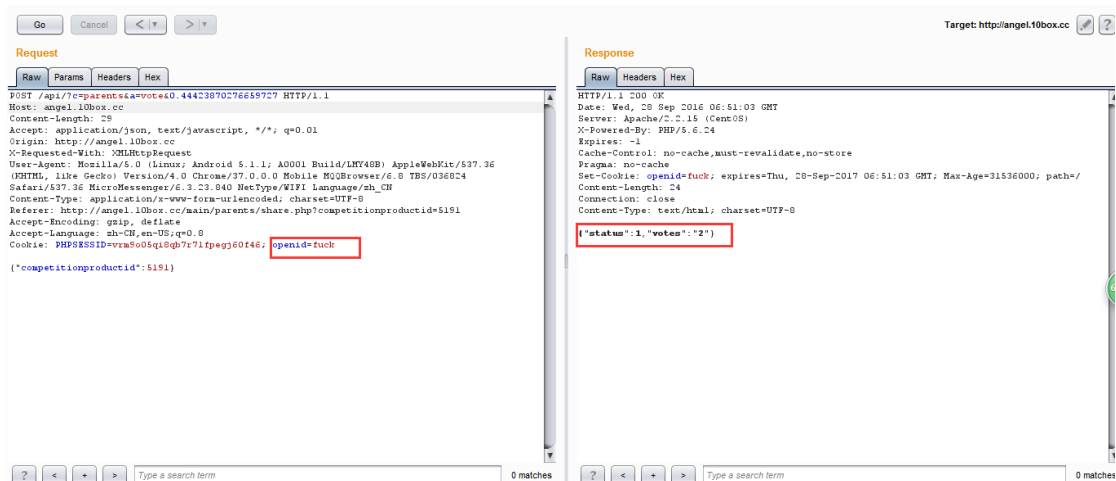 Go
Cancel
<
>
Target: http://angel.10box.cc
?
Request
Raw
Params
Headers
Hex
POST /api/?c=parents&a=vote&0.44423870276659727 HTTP/1.1
Host: angel.10box.cc
Content-Length: 29
Accept: application/json, text/javascript, */*; q=0.01
Origin: http://angel.10box.cc
X-Requested-With: XMLHttpRequest
User-Agent: Mozilla/5.0 (Linux; Android 5.1.1; A0001 Build/LMY48B) AppleWebKit/537.36
(KHTML, like Gecko) Version/4.0 Chrome/37.0.0.0 Mobile MQQBrowser/6.8 TBS/036824
Safari/537.36 MicroMessenger/6.3.23.840 NetType/WIFI Language/zh_CN
Content-Type: application/x-www-form-urlencoded; charset=UTF-8
Referer: http://angel.10box.cc/main/parents/share.php?competitionproductid=5191
Accept-Encoding: gzip, deflate
Accept-Language: zh-CN,en-US;q=0.8
Cookie: PHPSESSID=vrm9o05qi8qb7r71fpegj60f46; openid=fuck
{"competitionproductid":5191}
?
<
+
>
Type a search term
0 matches
Response
Raw
Headers
Hex
HTTP/1.1 200 OK
Date: Wed, 28 Sep 2016 06:51:03 GMT
Server: Apache/2.2.15 (CentOS)
X-Powered-By: PHP/5.6.24
Expires: -1
Cache-Control: no-cache,must-revalidate,no-store
Pragma: no-cache
Set-Cookie: openid=fuck; expires=Thu, 28-Sep-2017 06:51:03 GMT; Max-Age=31536000; path=/
Content-Length: 24
Connection: close
Content-Type: text/html; charset=UTF-8
{"status":1,"votes":"2"}
?
<
+
>
Type a search term
0 matches